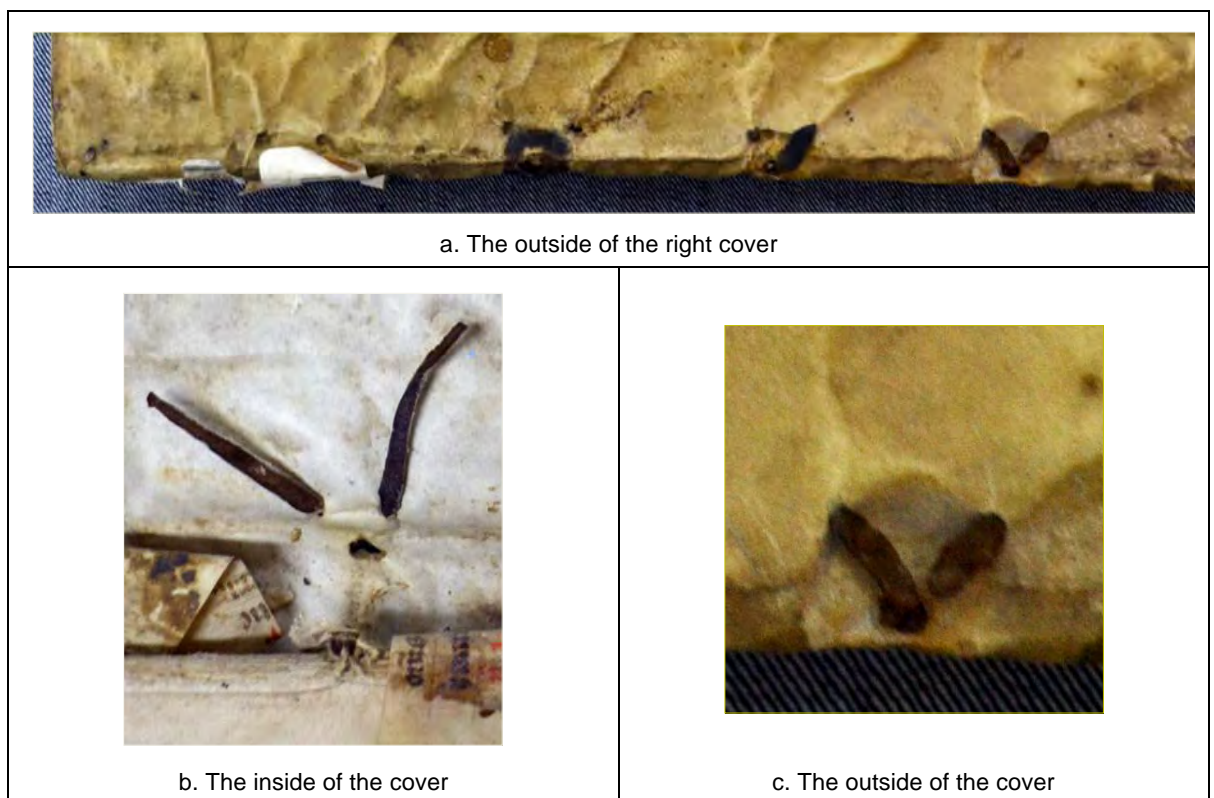 a. The outside of the right cover
b. The inside of the cover
c. The outside of the cover